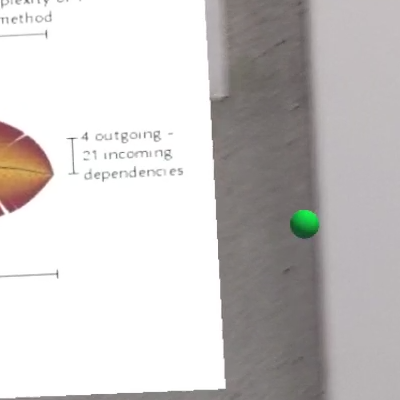 method
4 outgoing -
21 incoming
dependencies